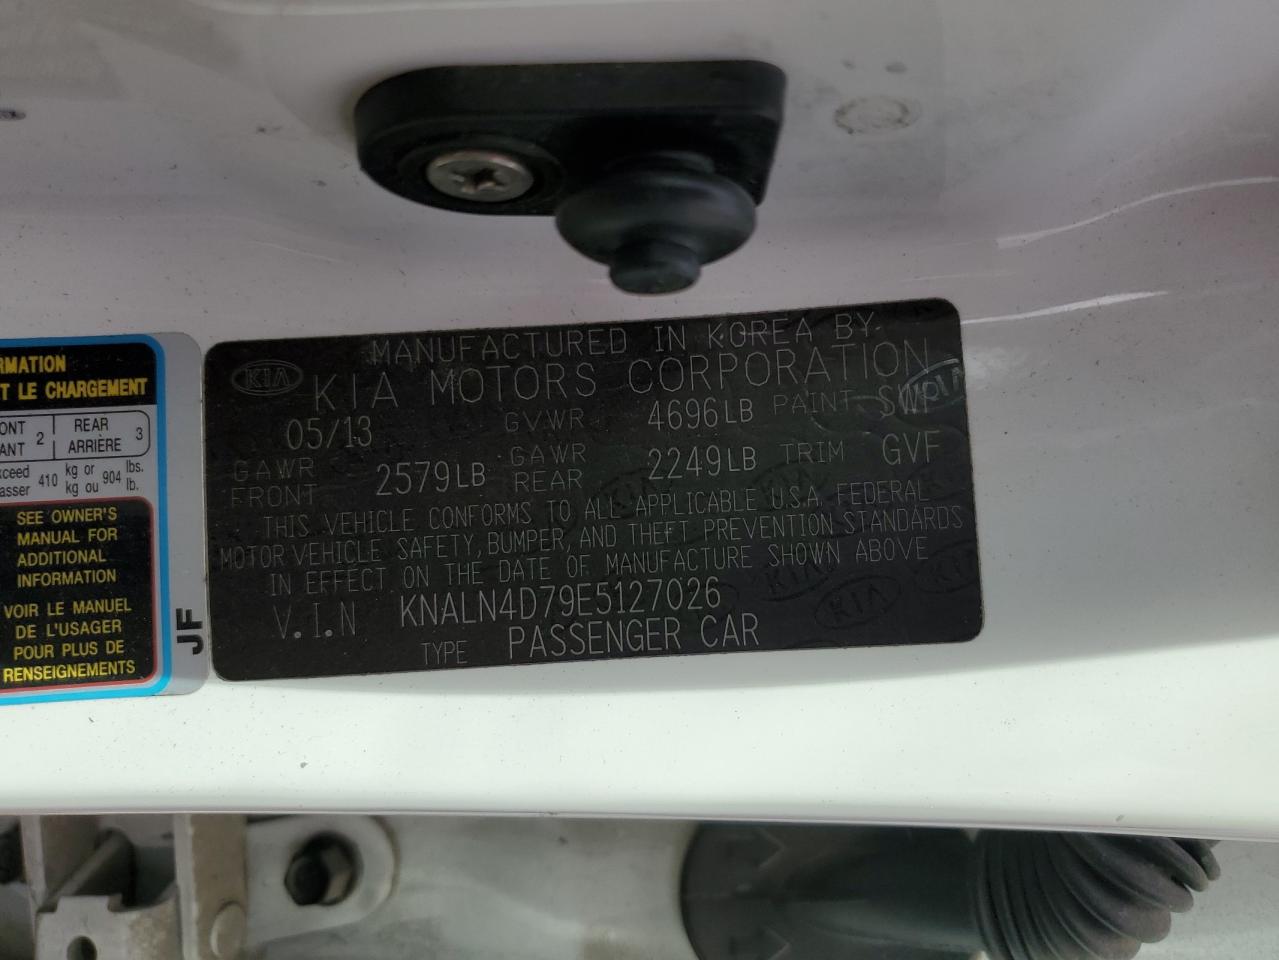 RMATION
T LE CHARGEMENT
ONT 2 REAR 3
ANT ARRIÈRE
xceed 410 kg or 904 lbs.
asser kg ou lb.
SEE OWNER'S
MANUAL FOR
ADDITIONAL
INFORMATION
VOIR LE MANUEL
DE L'USAGER
POUR PLUS DE
RENSEIGNEMENTS
JF
KIA
MANUFACTURED IN KOREA BY
KIA MOTORS CORPORATION
05/13 GVWR 4696LB PAINT SWP
GAWR FRONT 2579LB GAWR REAR 2249LB TRIM GVF
THIS VEHICLE CONFORMS TO ALL APPLICABLE U.S.A. FEDERAL
MOTOR VEHICLE SAFETY, BUMPER, AND THEFT PREVENTION STANDARDS
IN EFFECT ON THE DATE OF MANUFACTURE SHOWN ABOVE
V.I.N KNALN4D79E5127026
TYPE PASSENGER CAR